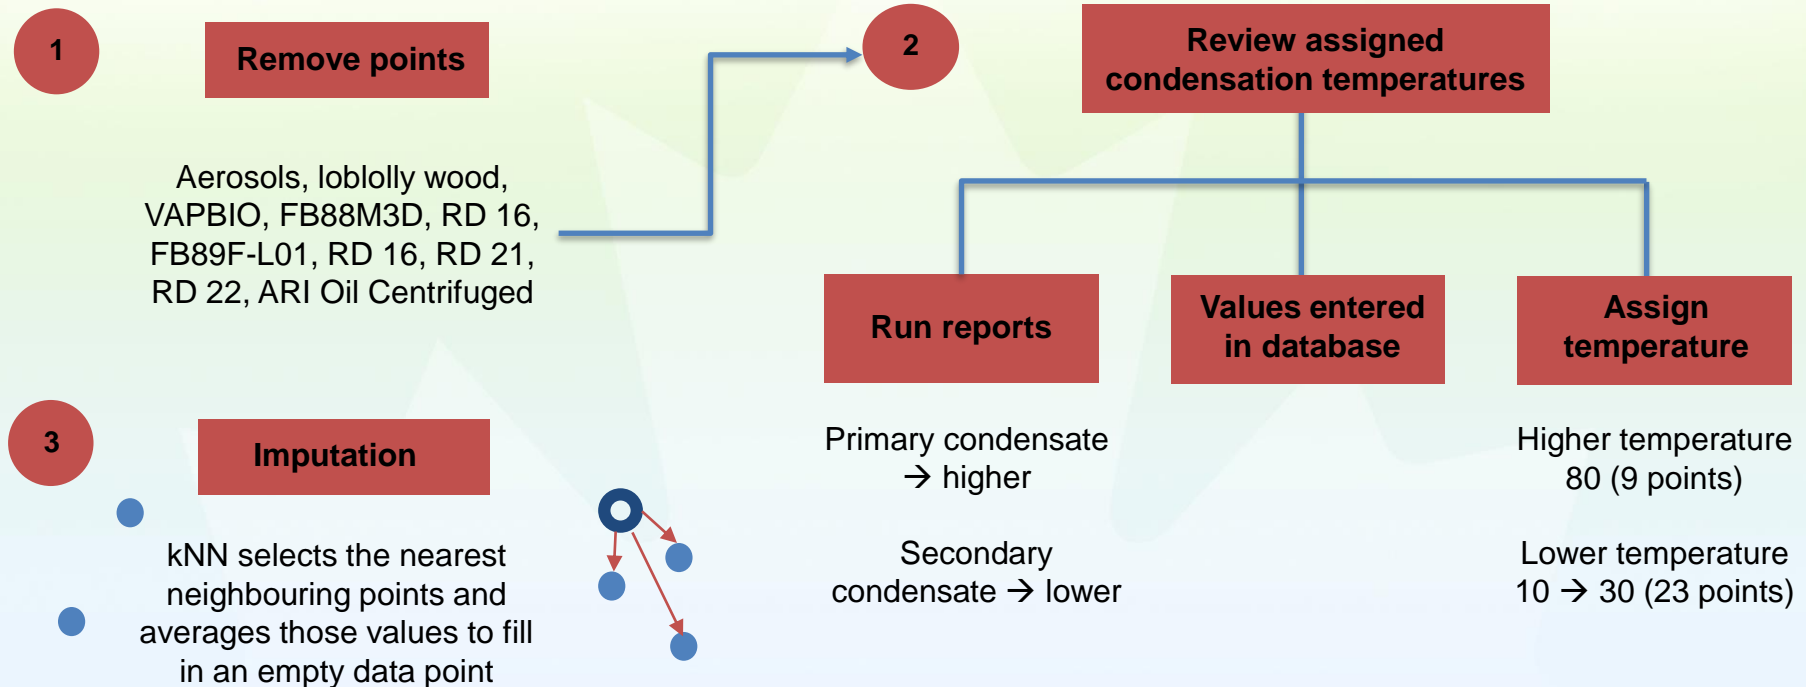 1
Remove points
Aerosols, loblolly wood,
VAPBIO, FB88M3D, RD 16,
FB89F-L01, RD 16, RD 21,
RD 22, ARI Oil Centrifuged
2
Review assigned
condensation temperatures
Run reports
Primary condensate
→ higher
Secondary
condensate → lower
Values entered
in database
Assign
temperature
Higher temperature
80 (9 points)
Lower temperature
10 → 30 (23 points)
3
Imputation
kNN selects the nearest
neighbouring points and
averages those values to fill
in an empty data point